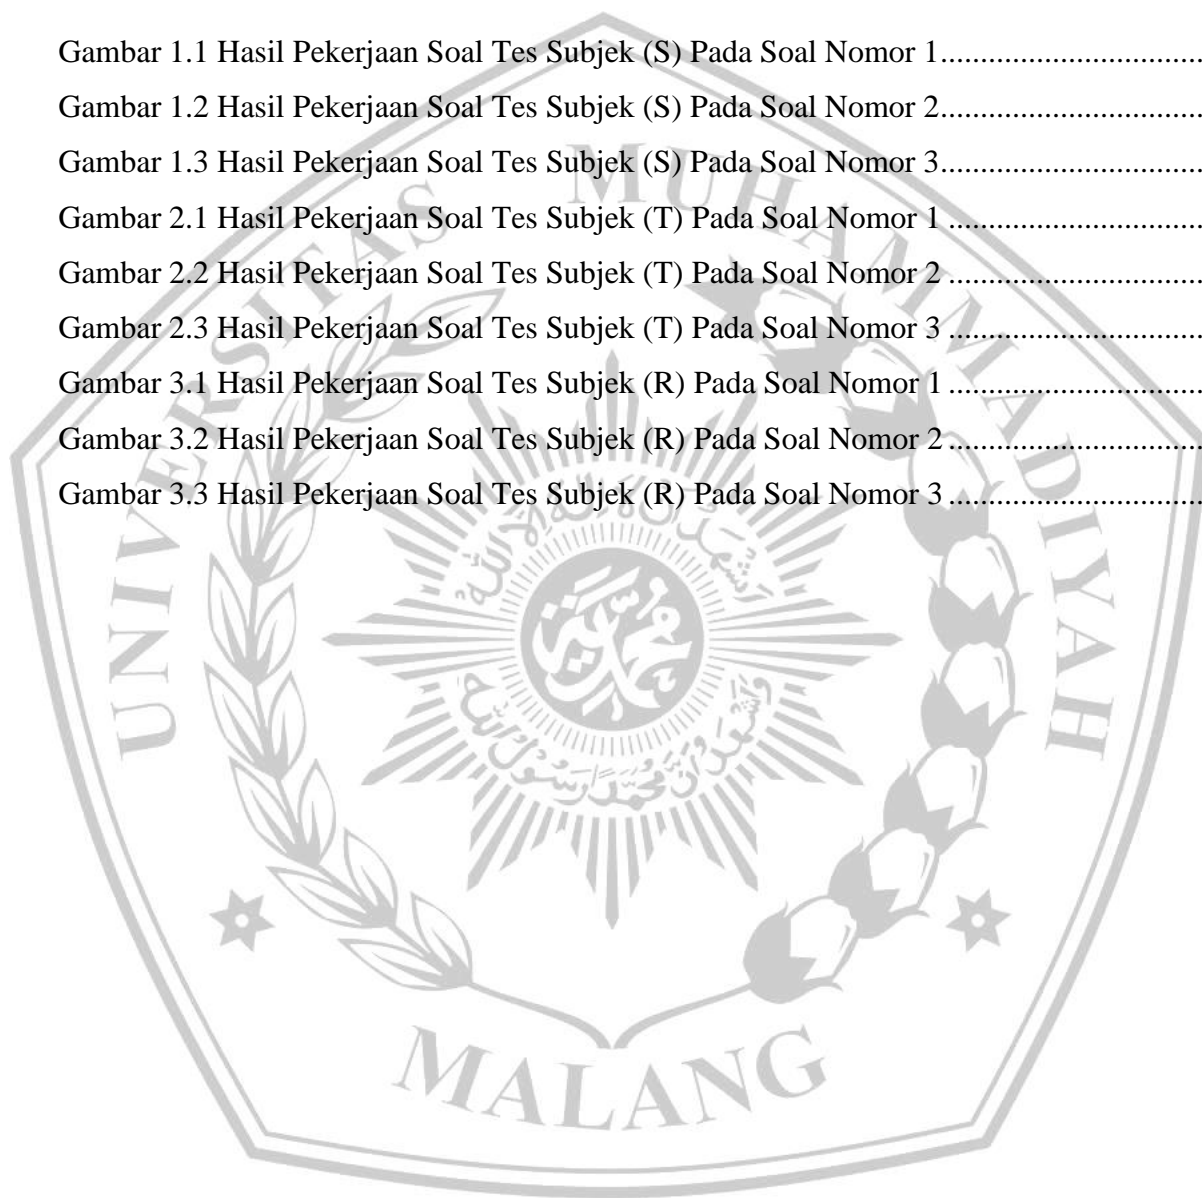 Gambar 1.1 Hasil Pekerjaan Soal Tes Subjek (S) Pada Soal Nomor 1.................................
Gambar 1.2 Hasil Pekerjaan Soal Tes Subjek (S) Pada Soal Nomor 2.................................
Gambar 1.3 Hasil Pekerjaan Soal Tes Subjek (S) Pada Soal Nomor 3.................................
Gambar 2.1 Hasil Pekerjaan Soal Tes Subjek (T) Pada Soal Nomor 1 ................................
Gambar 2.2 Hasil Pekerjaan Soal Tes Subjek (T) Pada Soal Nomor 2 ................................
Gambar 2.3 Hasil Pekerjaan Soal Tes Subjek (T) Pada Soal Nomor 3 ................................
Gambar 3.1 Hasil Pekerjaan Soal Tes Subjek (R) Pada Soal Nomor 1 ................................
Gambar 3.2 Hasil Pekerjaan Soal Tes Subjek (R) Pada Soal Nomor 2 ................................
Gambar 3.3 Hasil Pekerjaan Soal Tes Subjek (R) Pada Soal Nomor 3 ................................
UNIVERSITAS MUHAMMADIYAH
MALANG